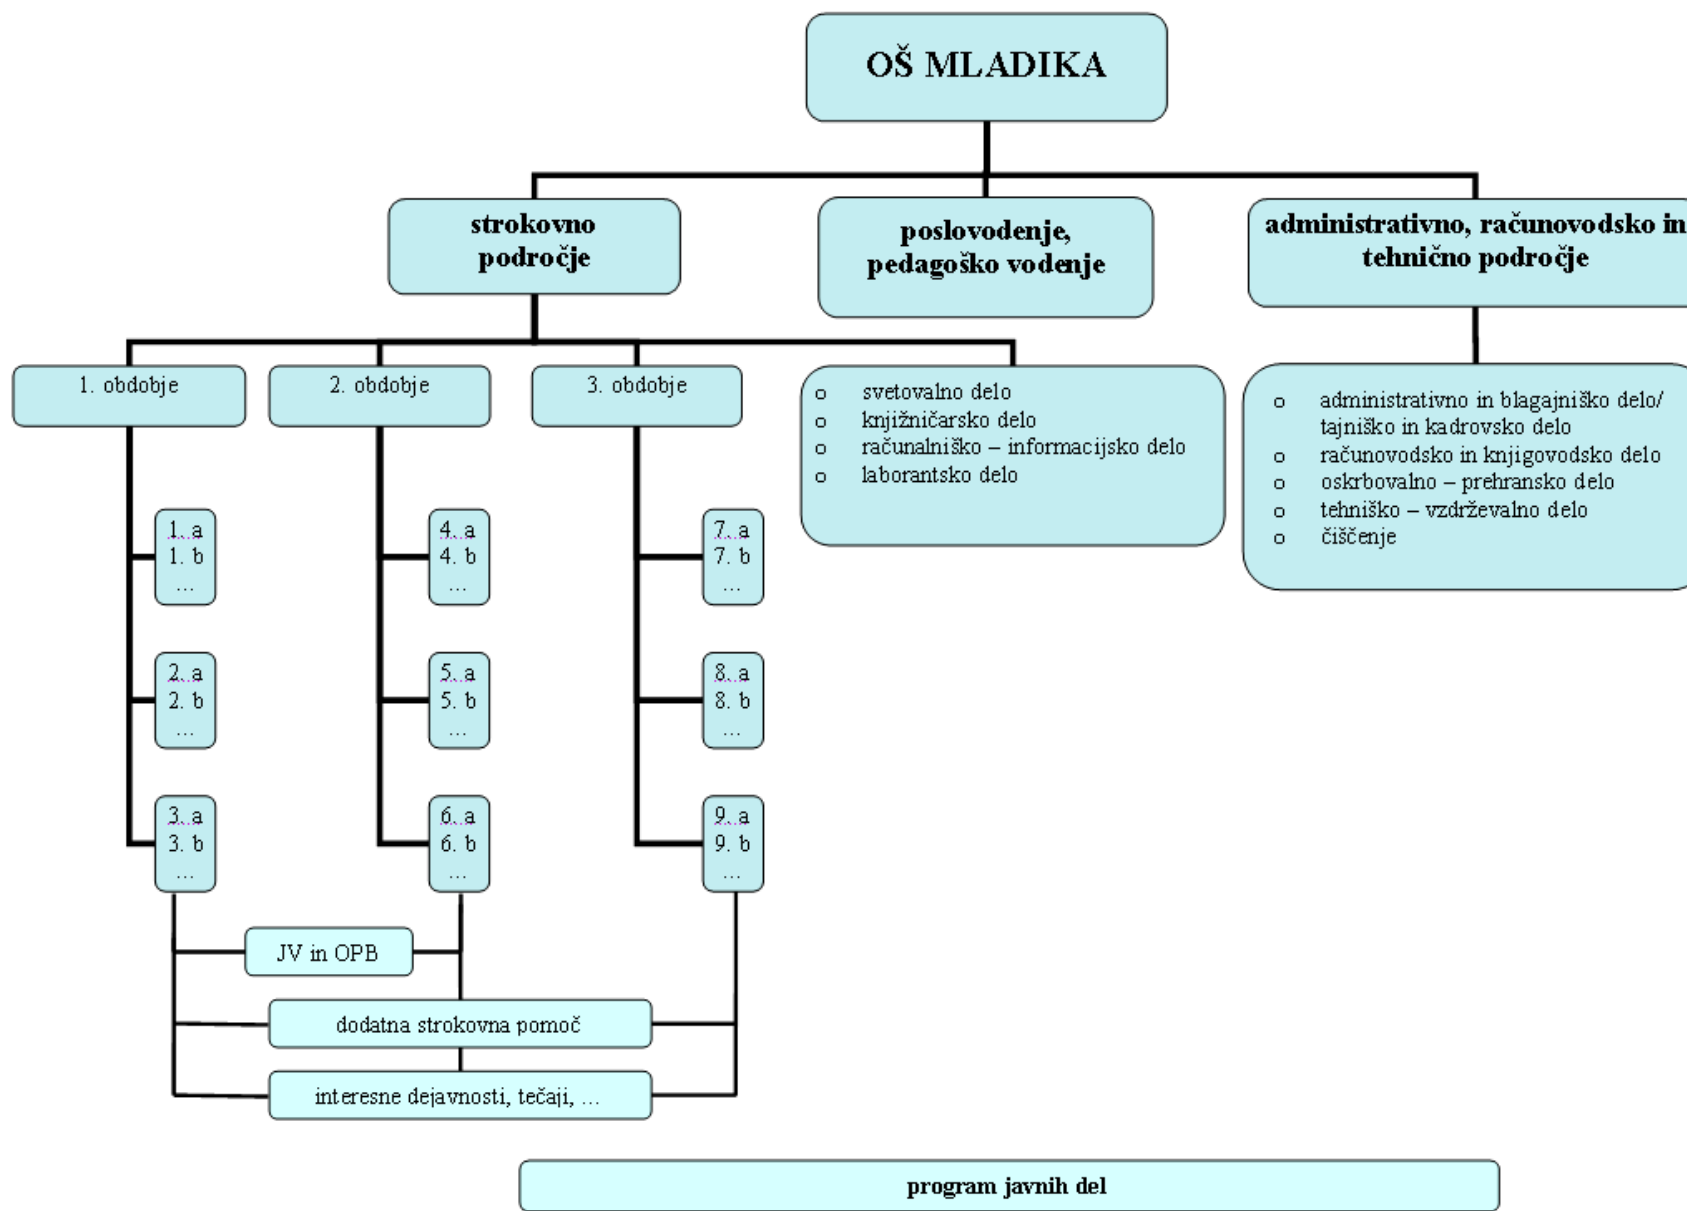 OŠ MLADIKA
strokovno
področje
poslovodenje,
pedagoško vodenje
administrativno, računovodsko in
tehnično področje
1. obdobje
2. obdobje
3. obdobje
o svetovalno delo
o knjižničarsko delo
o računalniško – informacijsko delo
o laborantsko delo
o administrativno in blagajniško delo/
tajniško in kadrovsko delo
o računovodsko in knjigovodsko delo
o oskrbovalno – prehransko delo
o tehniško – vzdrževalno delo
o čiščenje
1. a
1. b
...
4. a
4. b
...
7. a
7. b
...
2. a
2. b
...
5. a
5. b
...
8. a
8. b
...
3. a
3. b
...
6. a
6. b
...
9. a
9. b
...
JV in OPB
dodatna strokovna pomoč
interesne dejavnosti, tečaji, ...
program javnih del